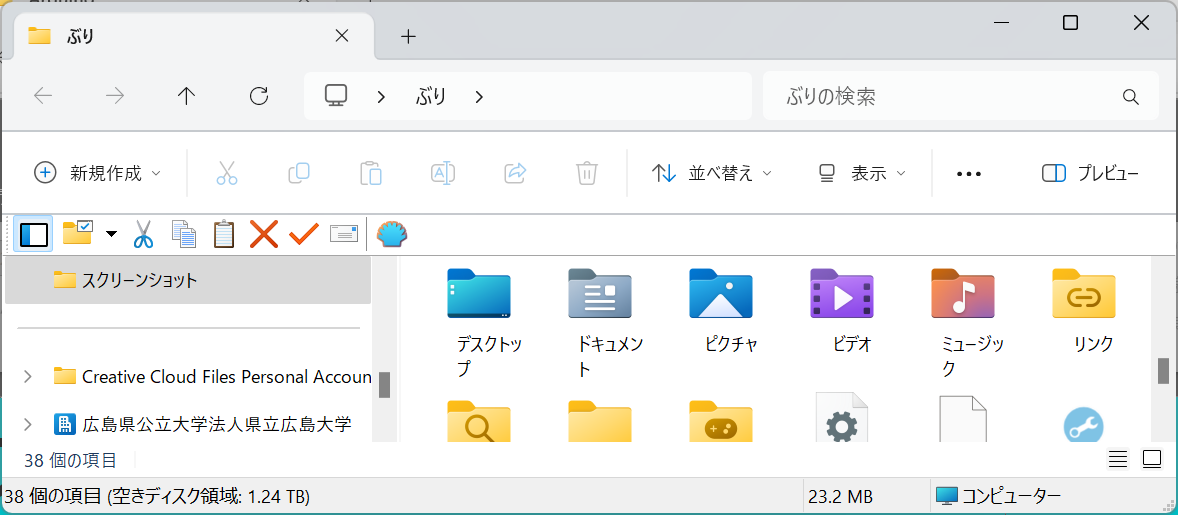 ぶり
ぶり
ぶりの検索
新規作成
並べ替え
表示
プレビュー
スクリーンショット
Creative Cloud Files Personal Accoun
広島県公立大学法人県立広島大学
デスクトッ
プ
ドキュメン
ト
ピクチャ
ビデオ
ミュージッ
ク
リンク
38 個の項目
38 個の項目 (空きディスク領域: 1.24 TB)
23.2 MB
コンピューター